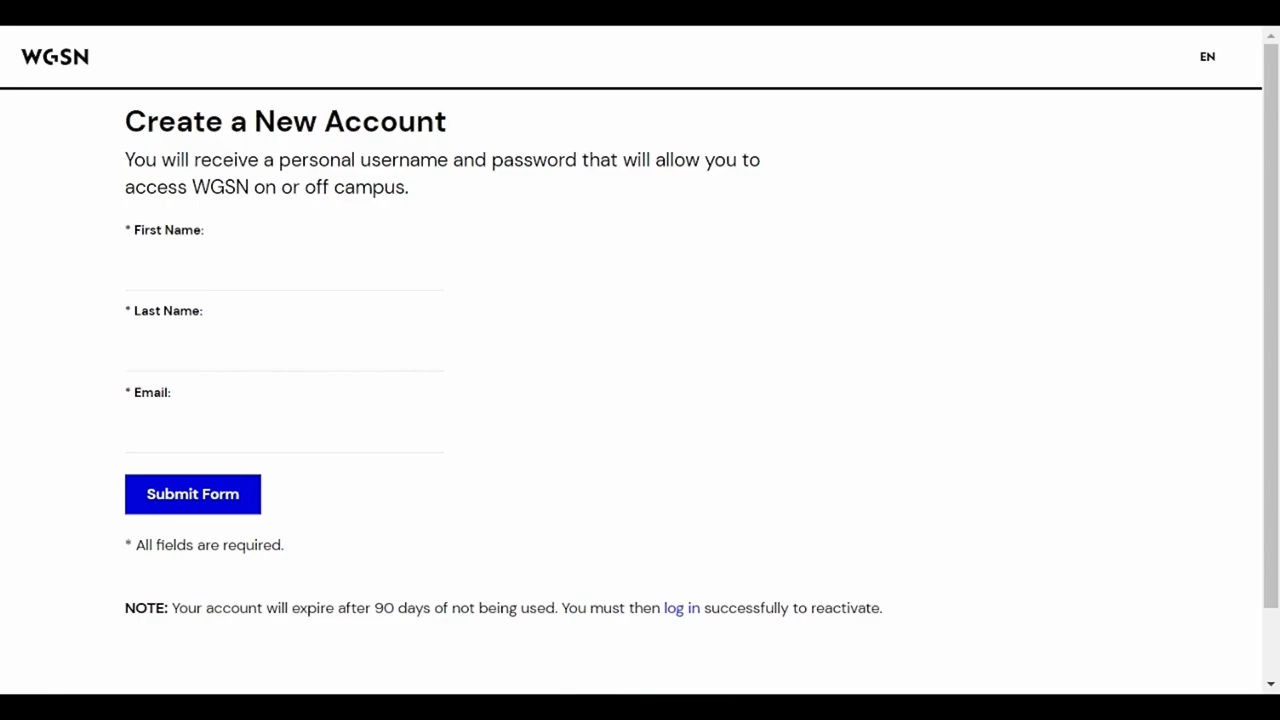 WGSN
EN
Create a New Account
You will receive a personal username and password that will allow you to
access WGSN on or off campus.
* First Name:
* Last Name:
* Email:
Submit Form
* All fields are required.
NOTE: Your account will expire after 90 days of not being used. You must then log in successfully to reactivate.